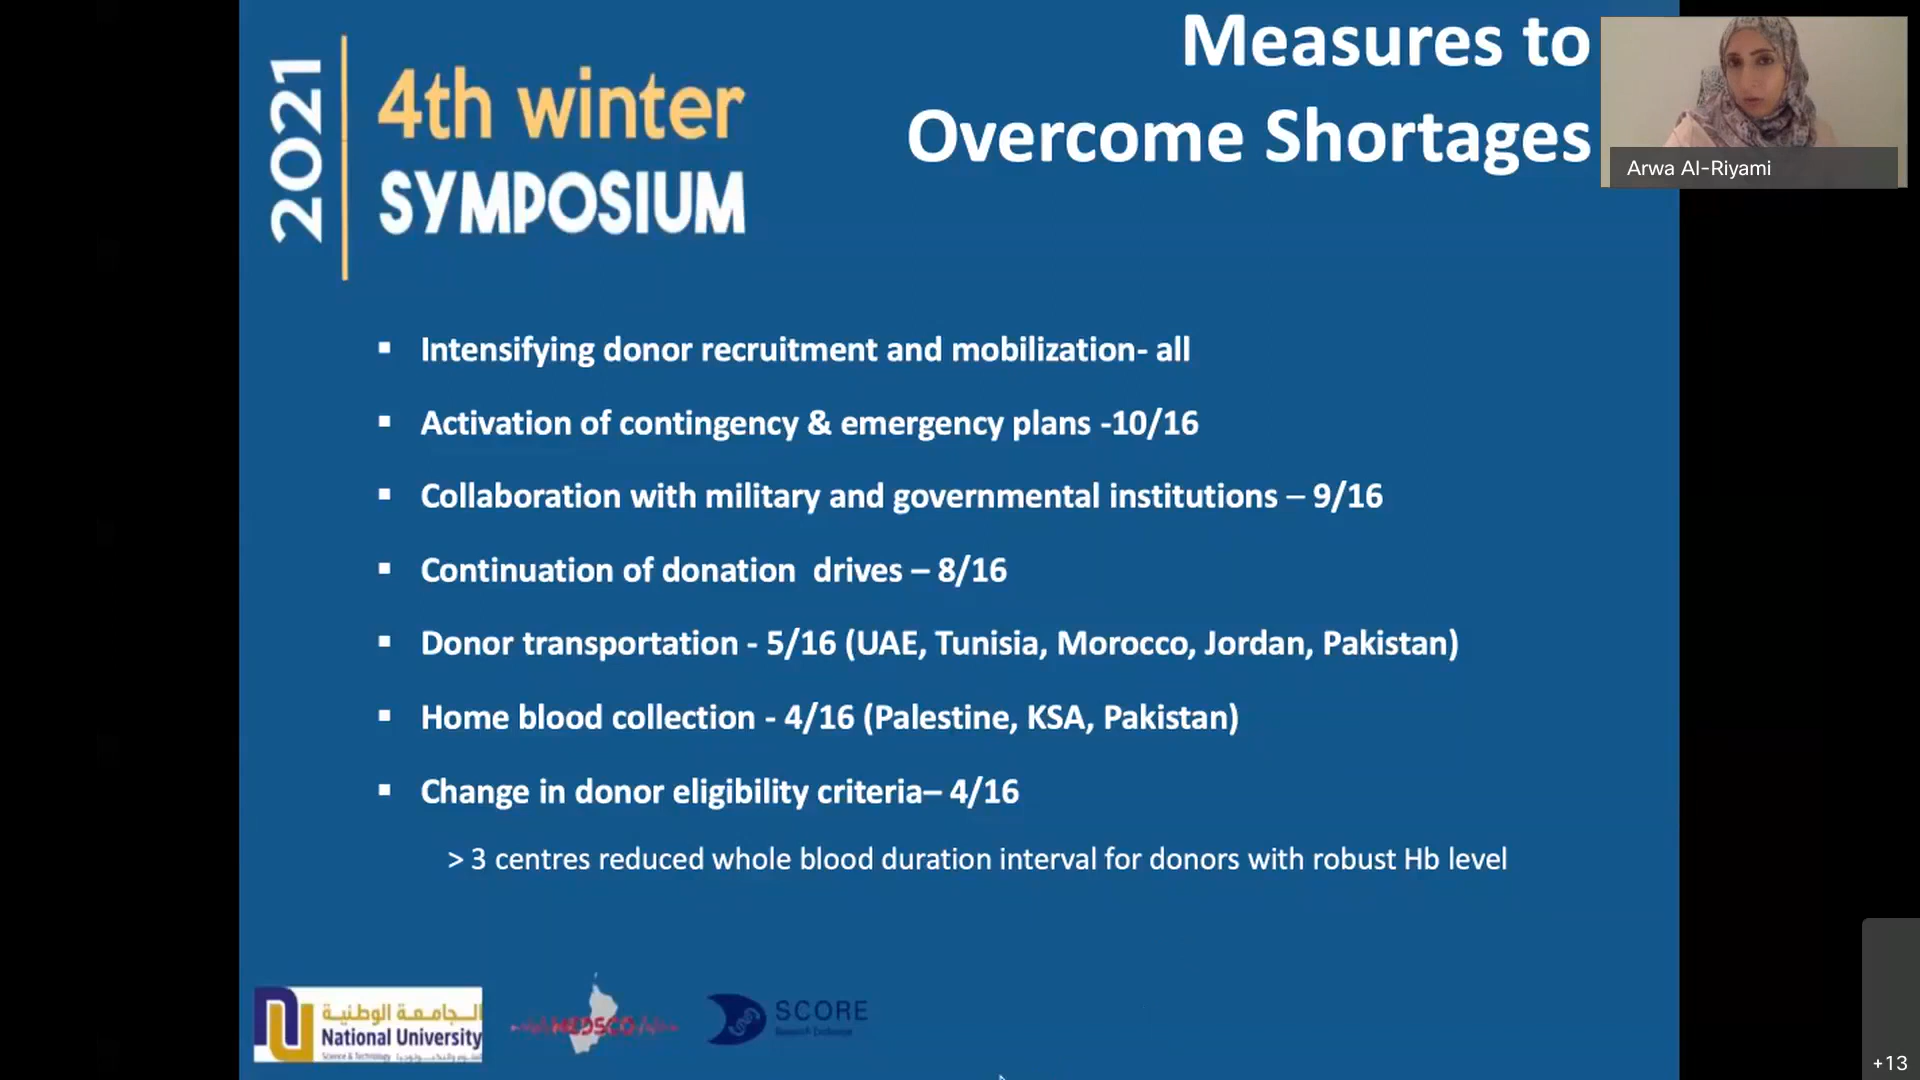 2021
4th winter
SYMPOSIUM
Measures to
Overcome Shortages
Arwa Al-Riyami
▪ Intensifying donor recruitment and mobilization- all
▪ Activation of contingency & emergency plans -10/16
▪ Collaboration with military and governmental institutions – 9/16
▪ Continuation of donation  drives – 8/16
▪ Donor transportation - 5/16 (UAE, Tunisia, Morocco, Jordan, Pakistan)
▪ Home blood collection - 4/16 (Palestine, KSA, Pakistan)
▪ Change in donor eligibility criteria– 4/16
> 3 centres reduced whole blood duration interval for donors with robust Hb level
الجامعة الوطنية
National University
Science & Technology
MEDSCO
SCORE
+13